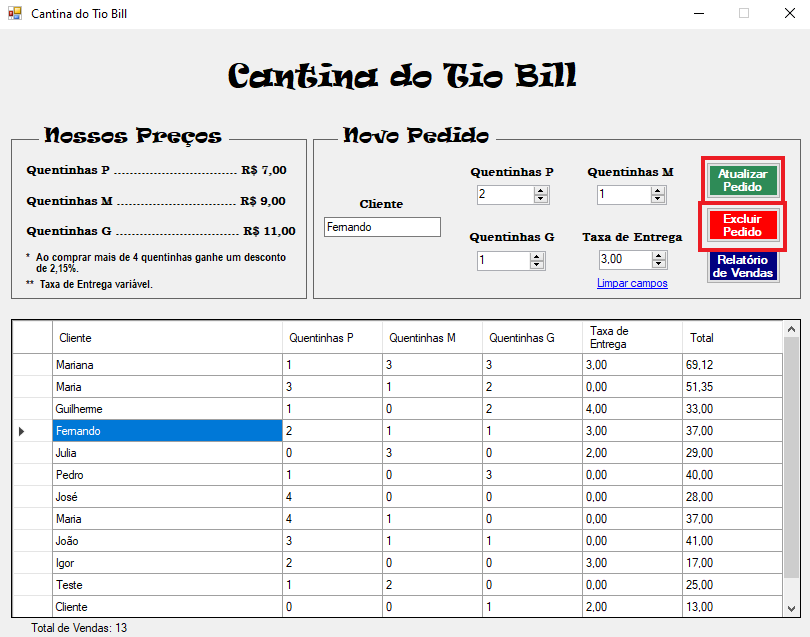 Cantina do Tio Bill
Cantina do Tio Bill
Nossos Preços
Quentinhas P ................................ R$ 7,00
Quentinhas M ............................... R$ 9,00
Quentinhas G ................................ R$ 11,00
* Ao comprar mais de 4 quentinhas ganhe um desconto
de 2,15%.
** Taxa de Entrega variável.
Novo Pedido
Cliente
Fernando
Quentinhas P
2
Quentinhas M
1
Quentinhas G
1
Taxa de Entrega
3,00
Limpar campos
Atualizar
Pedido
Excluir
Pedido
Relatório
de Vendas
Cliente Quentinhas P Quentinhas M Quentinhas G Taxa de Entrega Total
Mariana 1 3 3 3,00 69,12
Maria 3 1 2 0,00 51,35
Guilherme 1 0 2 4,00 33,00
Fernando 2 1 1 3,00 37,00
Julia 0 3 0 2,00 29,00
Pedro 1 0 3 0,00 40,00
José 4 0 0 0,00 28,00
Maria 4 1 0 0,00 37,00
João 3 1 1 0,00 41,00
Igor 2 0 0 3,00 17,00
Teste 1 2 0 0,00 25,00
Cliente 0 0 1 2,00 13,00
Total de Vendas: 13